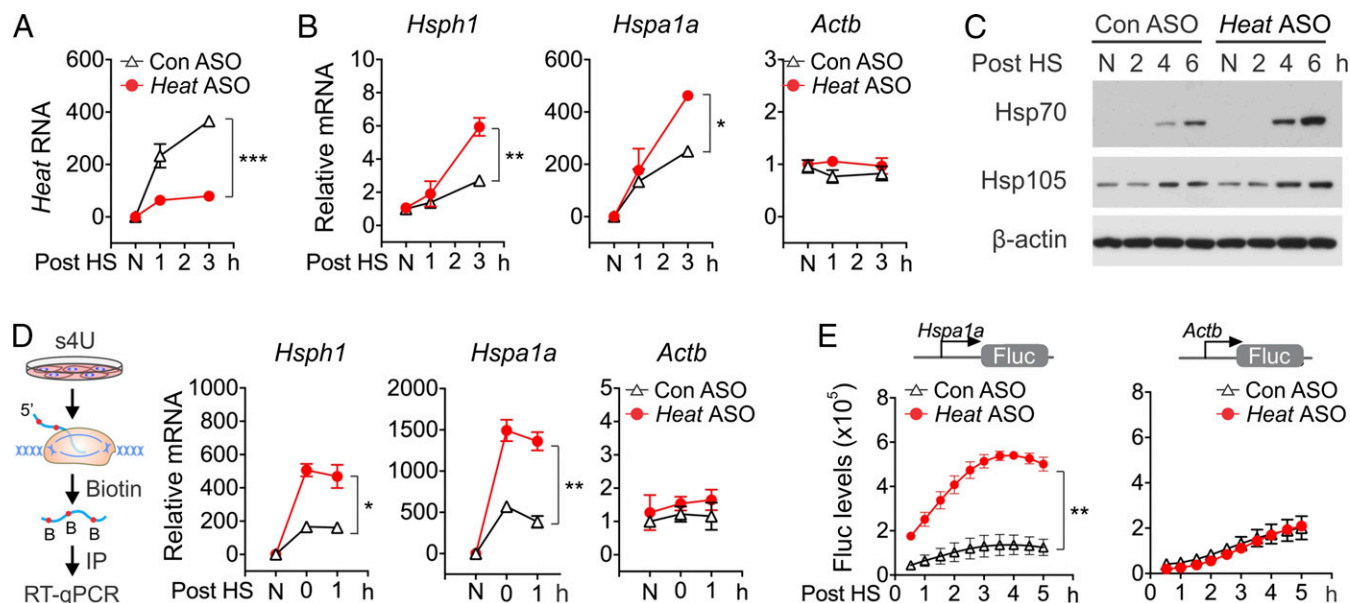 A
Heat RNA
600
400
200
0
Con ASO
Heat ASO
***
Post HS N 1 2 3 h
B
Relative mRNA
Hsph1
10
8
6
4
2
0
**
Post HS N 1 2 3 h
Hspa1a
600
400
200
0
*
N 1 2 3 h
Actb
3
2
1
0
Con ASO
Heat ASO
N 1 2 3 h
C
Con ASO Heat ASO
Post HS N 2 4 6 N 2 4 6 h
Hsp70
Hsp105
β-actin
D
s4U
5'
Biotin
B B B
IP
RT-qPCR
Relative mRNA
Hsph1
1000
800
600
400
200
0
*
Post HS N 0 1 h
Hspa1a
2000
1500
1000
500
0
**
N 0 1 h
Actb
5
4
3
2
1
0
Con ASO
Heat ASO
N 0 1 h
E
Hspa1a
Fluc
Con ASO
Heat ASO
Fluc levels (x10⁵)
8
6
4
2
0
**
Post HS 0 1 2 3 4 5 h
Actb
Fluc
Con ASO
Heat ASO
8
6
4
2
0
0 1 2 3 4 5 h